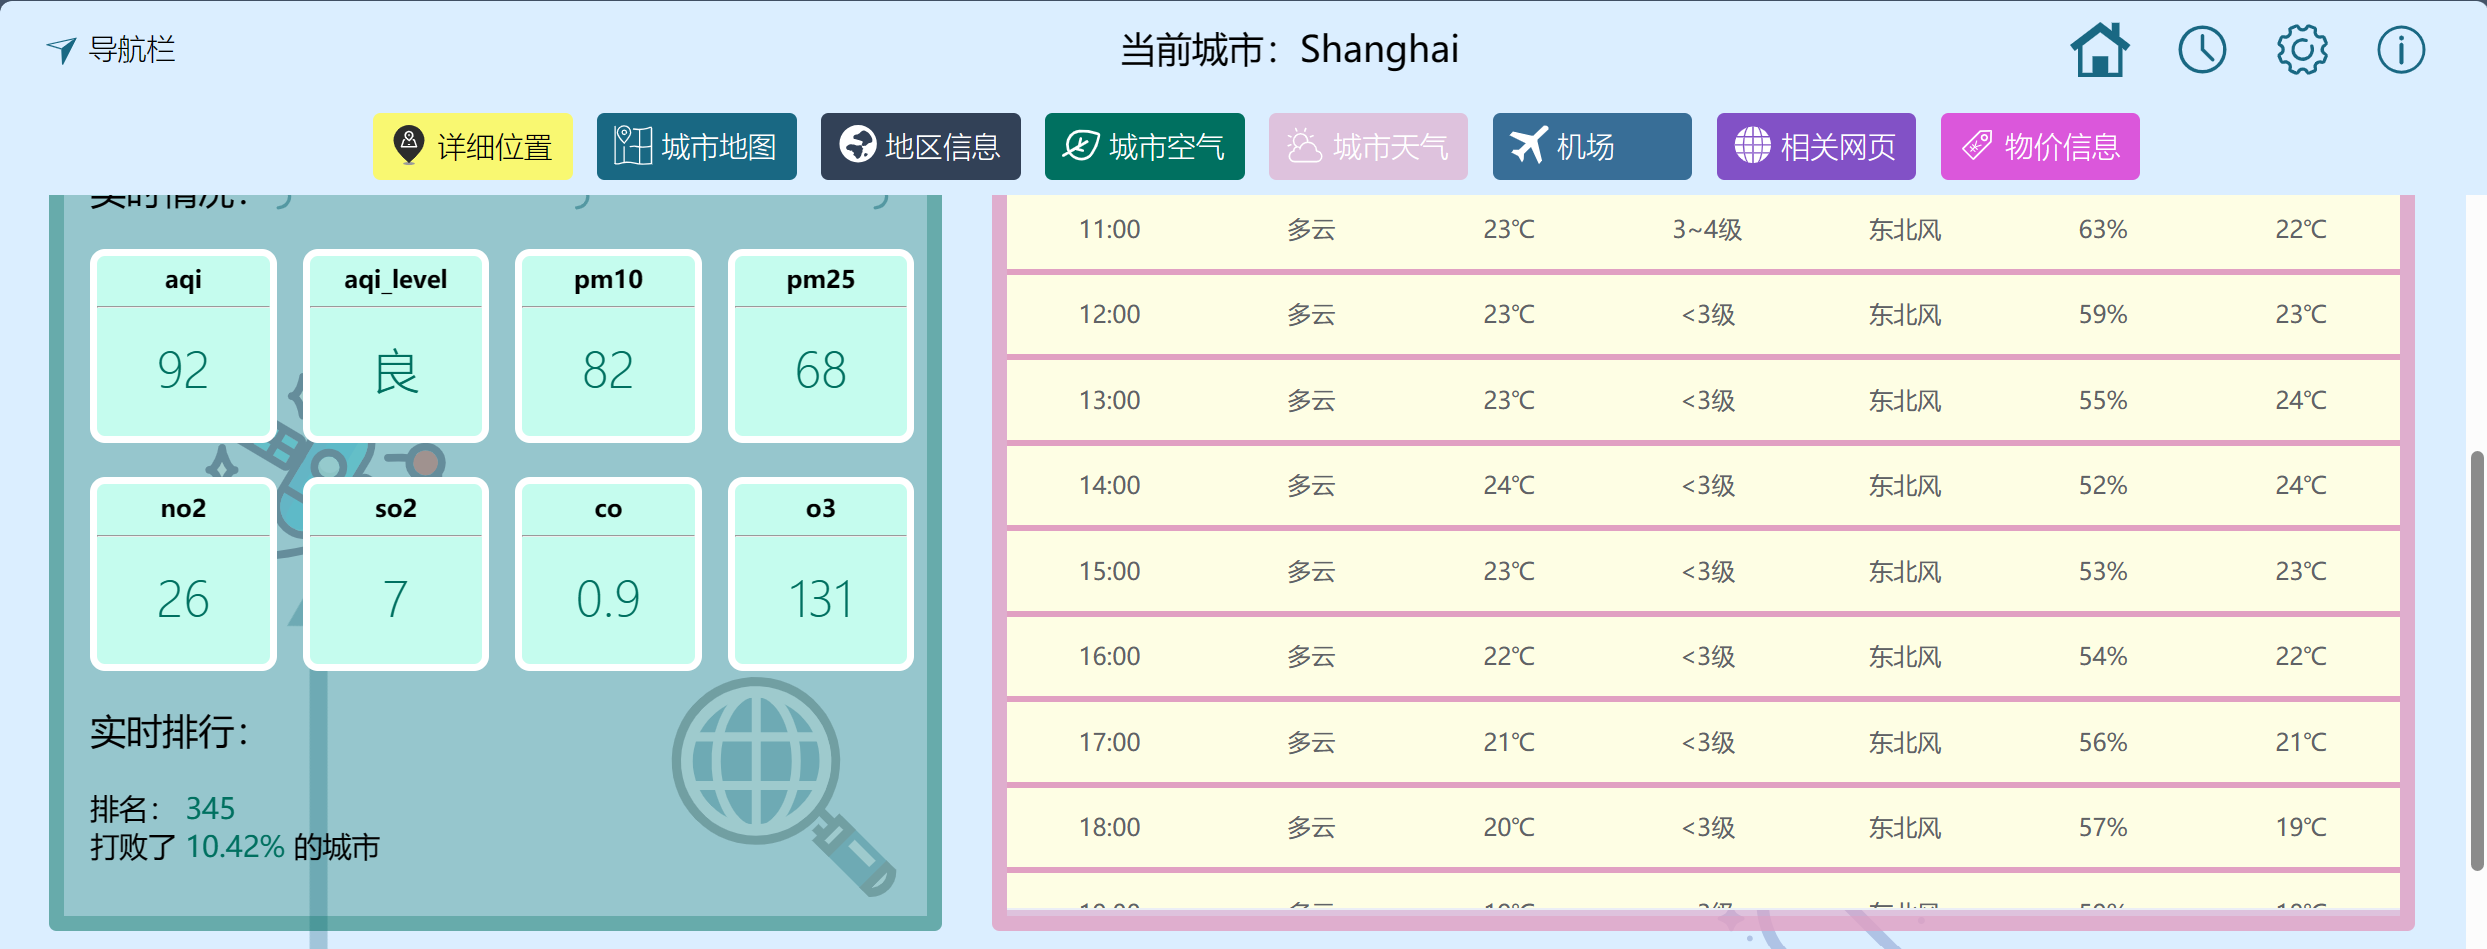 导航栏
当前城市：Shanghai
详细位置 城市地图 地区信息 城市空气 城市天气 机场 相关网页 物价信息
实时情况：
aqi aqi_level pm10 pm25
92 良 82 68
no2 so2 co o3
26 7 0.9 131
实时排行：
排名： 345
打败了 10.42% 的城市
11:00 多云 23℃ 3~4级 东北风 63% 22℃
12:00 多云 23℃ <3级 东北风 59% 23℃
13:00 多云 23℃ <3级 东北风 55% 24℃
14:00 多云 24℃ <3级 东北风 52% 24℃
15:00 多云 23℃ <3级 东北风 53% 23℃
16:00 多云 22℃ <3级 东北风 54% 22℃
17:00 多云 21℃ <3级 东北风 56% 21℃
18:00 多云 20℃ <3级 东北风 57% 19℃